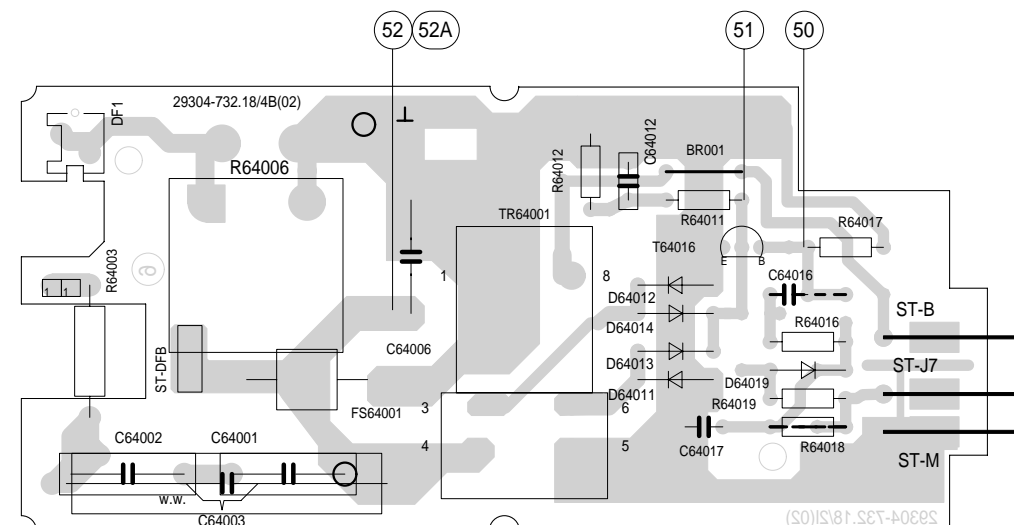 52 52A 51 50
29304-732.18/4B(02)
DF1
R64006
R64012
C64012
BR001
R64011
TR64001
T64016
R64017
E B
R64003
1 1
1
8
C64016
D64012
D64014
R64016
ST-B
ST-DFB
C64006
D64013
D64019
ST-J7
D64011
FS64001
3
6
R64019
4
5
C64017
R64018
ST-M
C64002
C64001
W.W.
C64003
29304-732.18/2I(02)